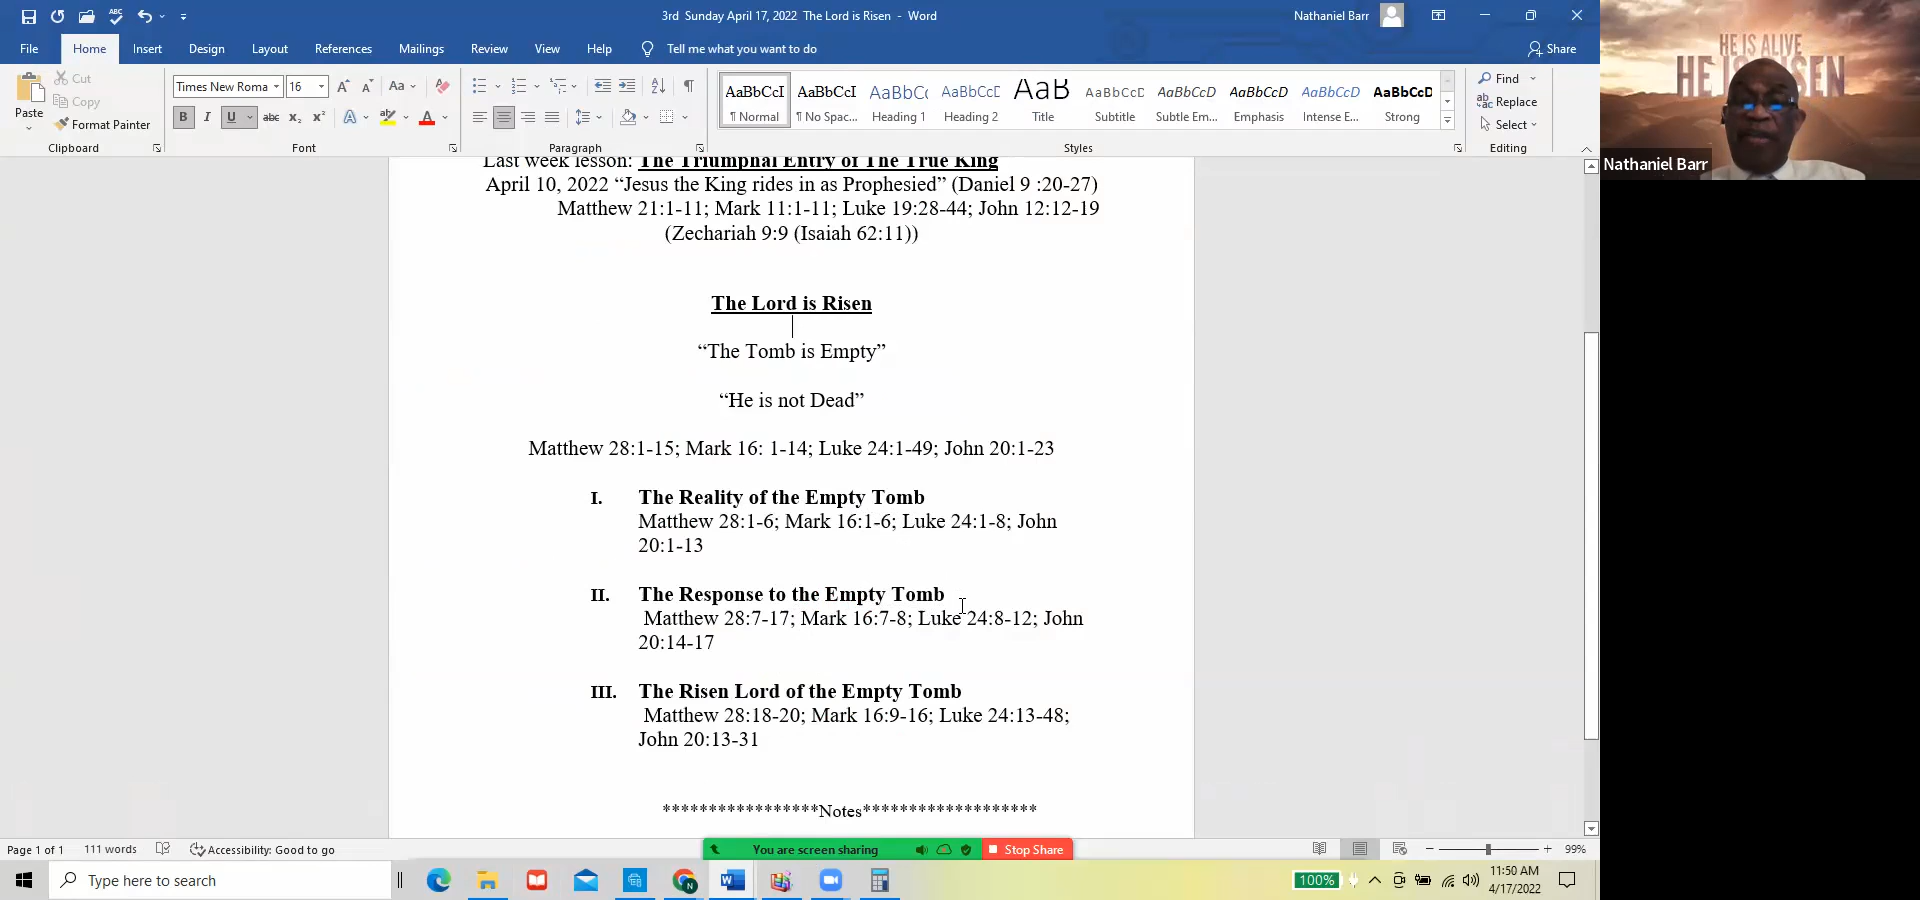 3rd  Sunday April 17, 2022  The Lord is Risen  -  Word
Nathaniel Barr
File Home Insert Design Layout References Mailings Review View Help Tell me what you want to do Share
Paste
Cut
Copy
Format Painter
Times New Roma 16
AaBbCcI AaBbCcI AaBbC AaBbCcD AaB AaBbCcD AaBbCcD AaBbCcD AaBbCcD AaBbCcD
¶ Normal ¶ No Spac... Heading 1 Heading 2 Title Subtitle Subtle Em... Emphasis Intense E... Strong
Find
Replace
Select
Clipboard Font Paragraph Styles Editing
HE IS ALIVE
Nathaniel Barr
Last week lesson: The Triumphal Entry of The True King
April 10, 2022 “Jesus the King rides in as Prophesied” (Daniel 9 :20-27)
Matthew 21:1-11; Mark 11:1-11; Luke 19:28-44; John 12:12-19
(Zechariah 9:9 (Isaiah 62:11))
The Lord is Risen
“The Tomb is Empty”
“He is not Dead”
Matthew 28:1-15; Mark 16: 1-14; Luke 24:1-49; John 20:1-23
I. The Reality of the Empty Tomb
Matthew 28:1-6; Mark 16:1-6; Luke 24:1-8; John
20:1-13
II. The Response to the Empty Tomb
Matthew 28:7-17; Mark 16:7-8; Luke 24:8-12; John
20:14-17
III. The Risen Lord of the Empty Tomb
Matthew 28:18-20; Mark 16:9-16; Luke 24:13-48;
John 20:13-31
*****************Notes*******************
Page 1 of 1 111 words Accessibility: Good to go
You are screen sharing Stop Share
99%
Type here to search
100%
11:50 AM
4/17/2022